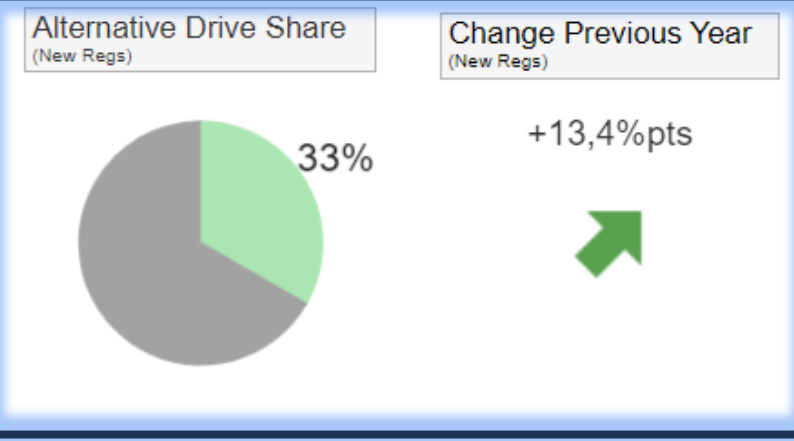 Alternative Drive Share
(New Regs)
33%
Change Previous Year
(New Regs)
+13,4%pts